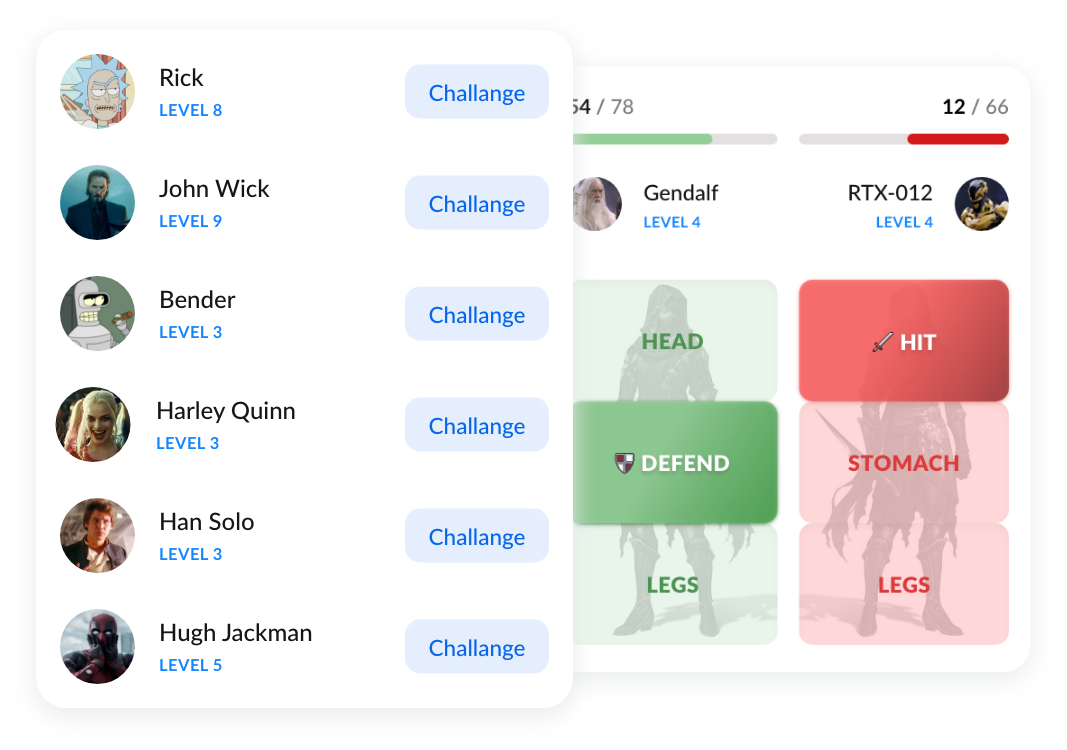 Rick
LEVEL 8
Challange
John Wick
LEVEL 9
Challange
Bender
LEVEL 3
Challange
Harley Quinn
LEVEL 3
Challange
Han Solo
LEVEL 3
Challange
Hugh Jackman
LEVEL 5
Challange
54 / 78
12 / 66
Gendalf
LEVEL 4
RTX-012
LEVEL 4
HEAD
DEFEND
LEGS
HIT
STOMACH
LEGS